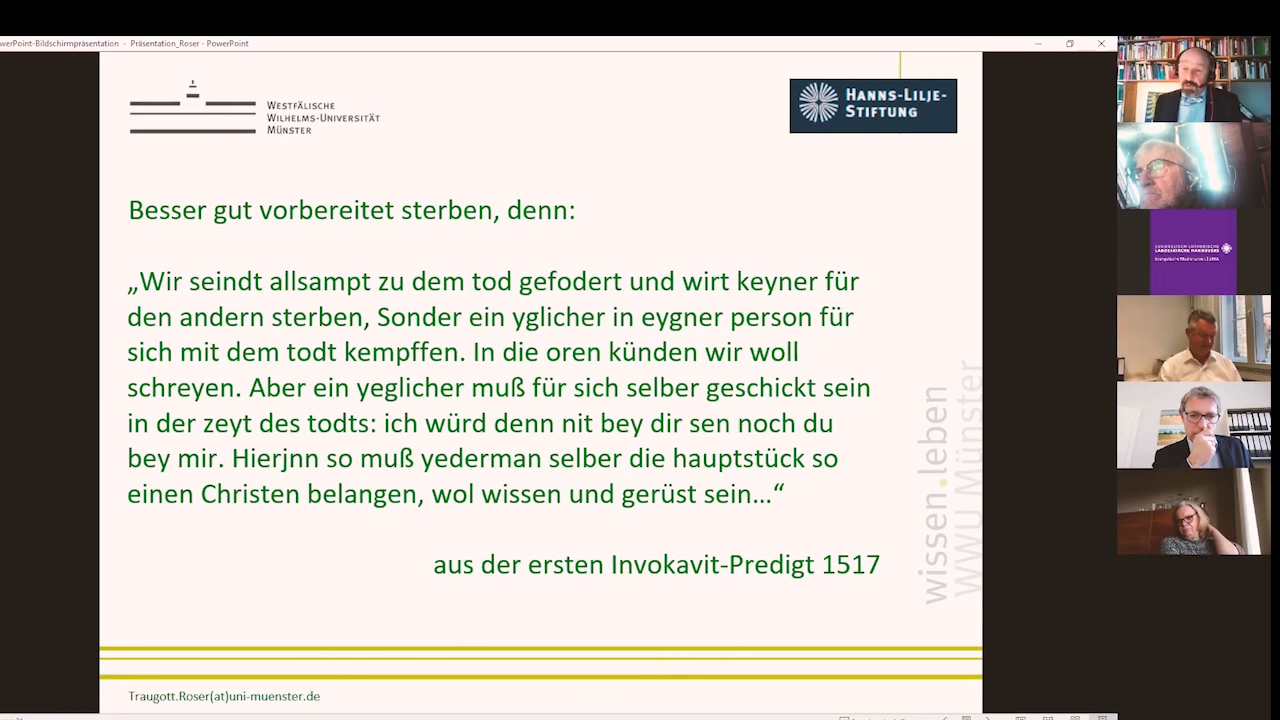 werPoint-Bildschirmpräsentation - Präsentation_Roser - PowerPoint
WESTFÄLISCHE
WILHELMS-UNIVERSITÄT
MÜNSTER
HANNS-LILJE-
STIFTUNG
Besser gut vorbereitet sterben, denn:
„Wir seindt allsampt zu dem tod gefodert und wirt keyner für
den andern sterben, Sonder ein yglicher in eygner person für
sich mit dem todt kempffen. In die oren künden wir woll
schreyen. Aber ein yeglicher muß für sich selber geschickt sein
in der zeyt des todts: ich würd denn nit bey dir sen noch du
bey mir. Hierjnn so muß yederman selber die hauptstück so
einen Christen belangen, wol wissen und gerüst sein…“
aus der ersten Invokavit-Predigt 1517
wissen.leben
WWU Münster
Traugott.Roser(at)uni-muenster.de
EVANGELISCH-LUTHERISCHE
LANDESKIRCHE HANNOVERS